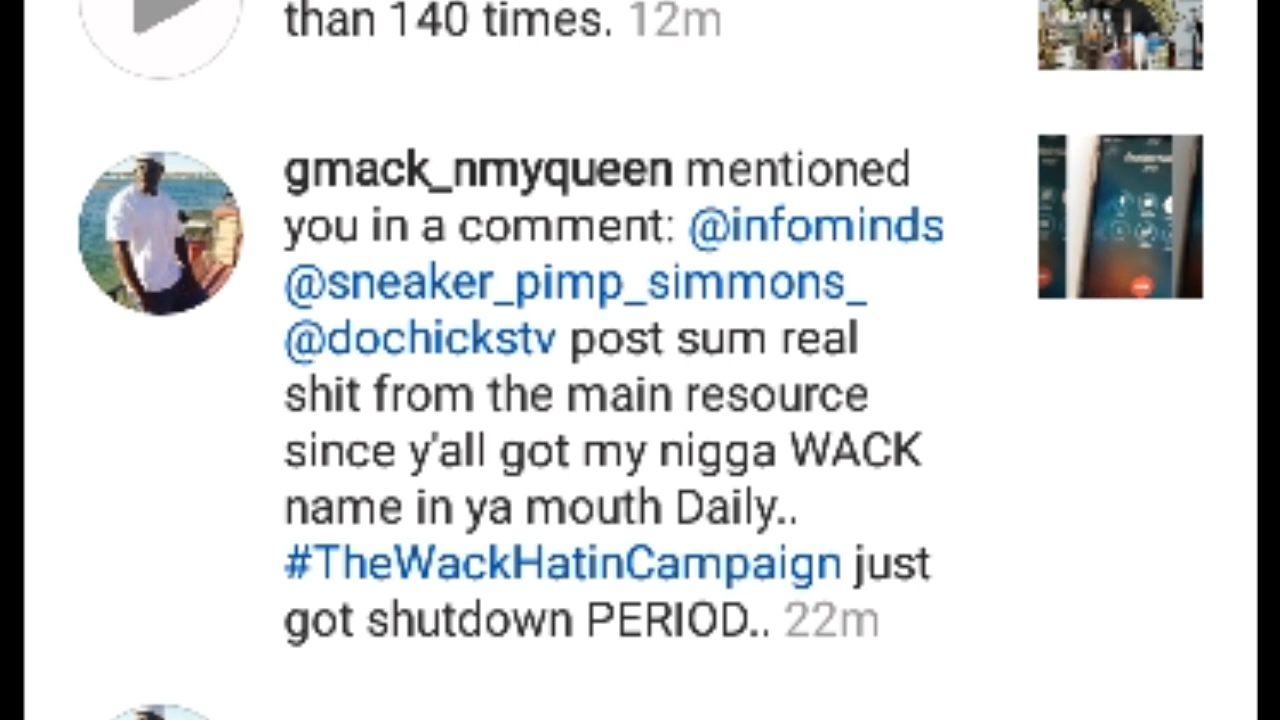 than 140 times. 12m
gmack_nmyqueen mentioned
you in a comment: @infominds
@sneaker_pimp_simmons_
@dochickstv post sum real
shit from the main resource
since y'all got my nigga WACK
name in ya mouth Daily..
#TheWackHatinCampaign just
got shutdown PERIOD.. 22m